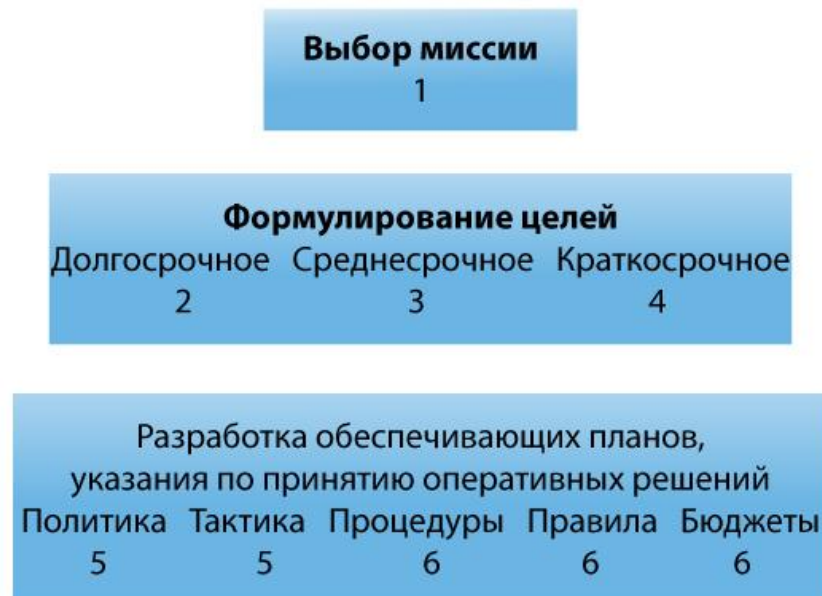 Выбор миссии
1
Формулирование целей
Долгосрочное Среднесрочное Краткосрочное
2 3 4
Разработка обеспечивающих планов,
указания по принятию оперативных решений
Политика Тактика Процедуры Правила Бюджеты
5 5 6 6 6